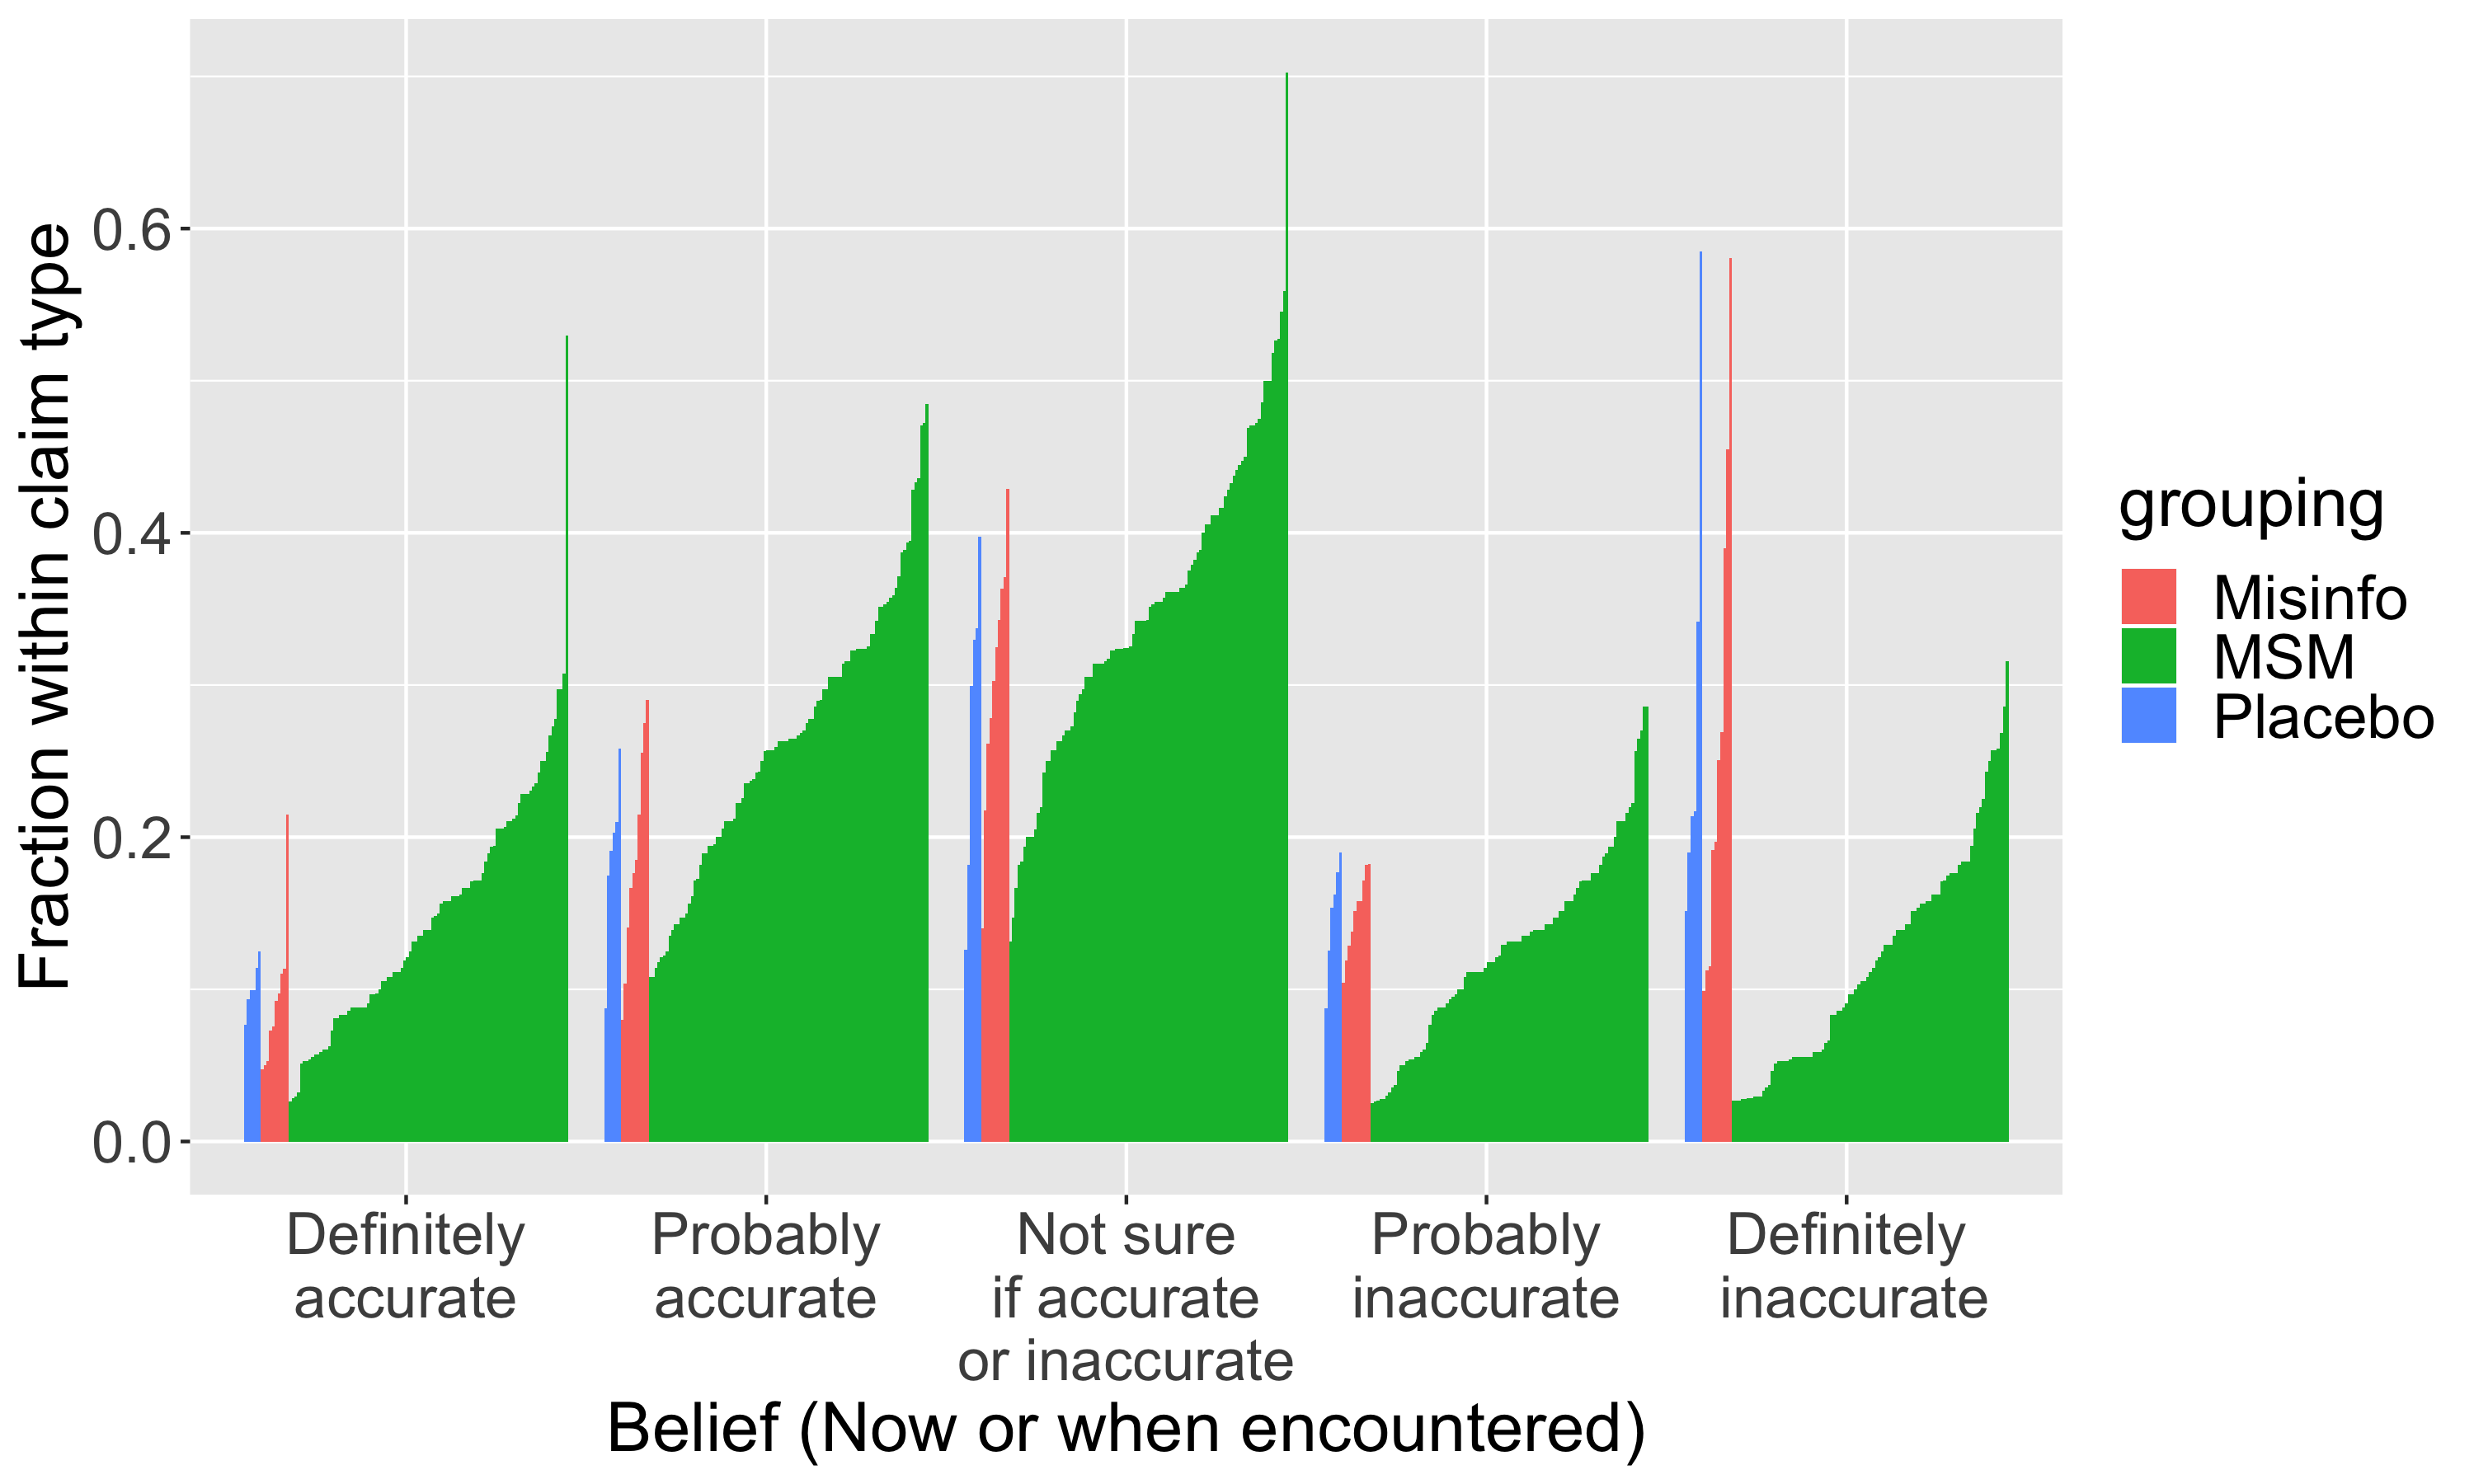 Fraction within claim type
0.6
0.4
0.2
0.0
Definitely
accurate
Probably
accurate
Not sure
if accurate
or inaccurate
Probably
inaccurate
Definitely
inaccurate
Belief (Now or when encountered)
grouping
Misinfo
MSM
Placebo